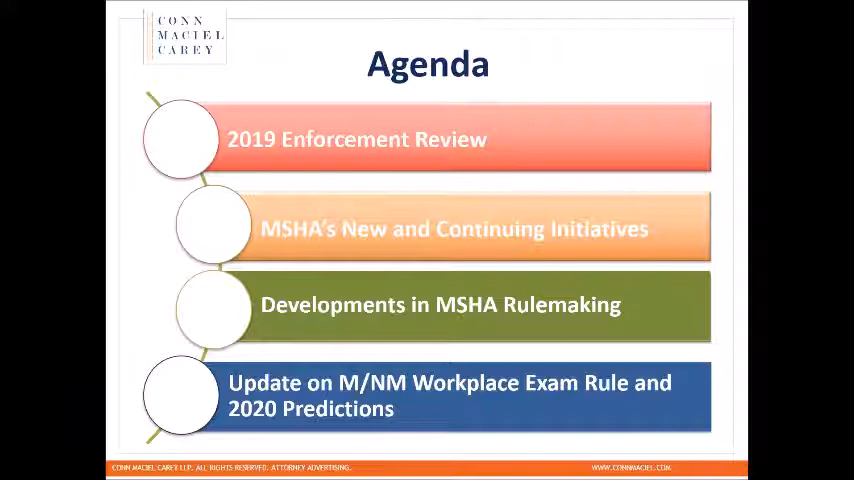 CONN
MACIEL
CAREY
Agenda
2019 Enforcement Review
MSHA's New and Continuing Initiatives
Developments in MSHA Rulemaking
Update on M/NM Workplace Exam Rule and
2020 Predictions
CONN MACIEL CAREY LLP. ALL RIGHTS RESERVED. ATTORNEY ADVERTISING.
WWW.CONNMACIEL.COM